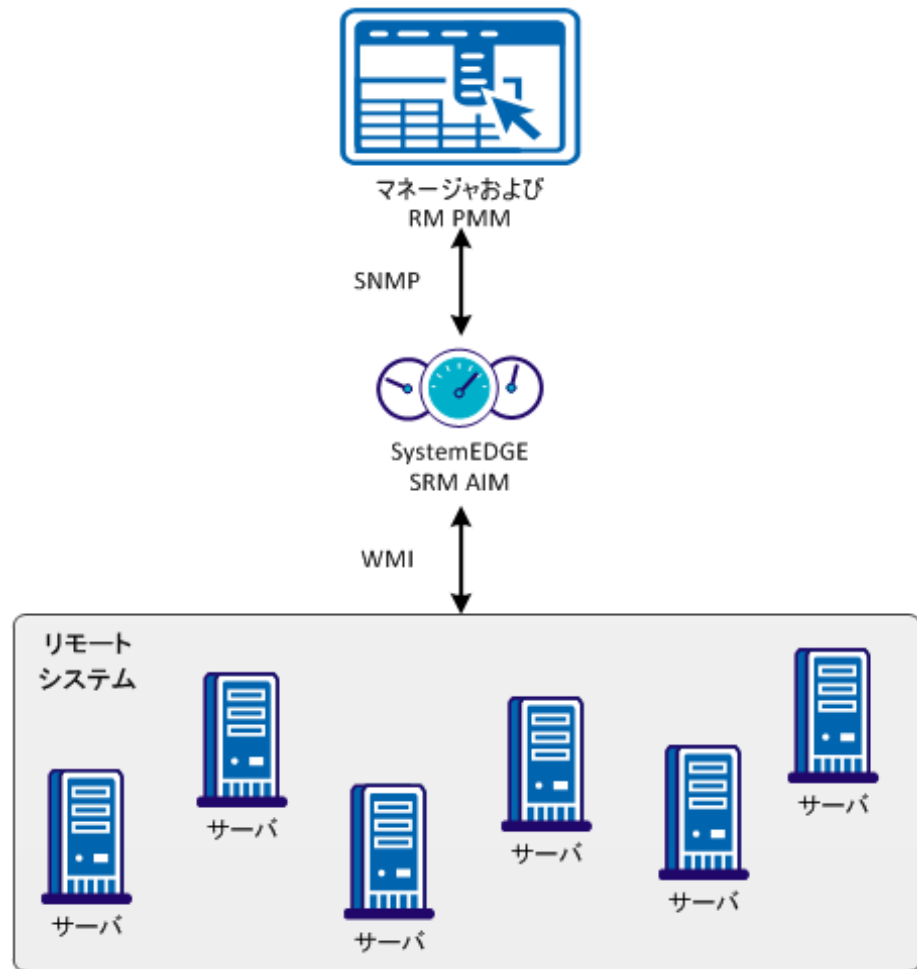 マネージャおよび
RM PMM
SNMP
SystemEDGE
SRM AIM
WMI
リモート
システム
サーバ
サーバ
サーバ
サーバ
サーバ
サーバ